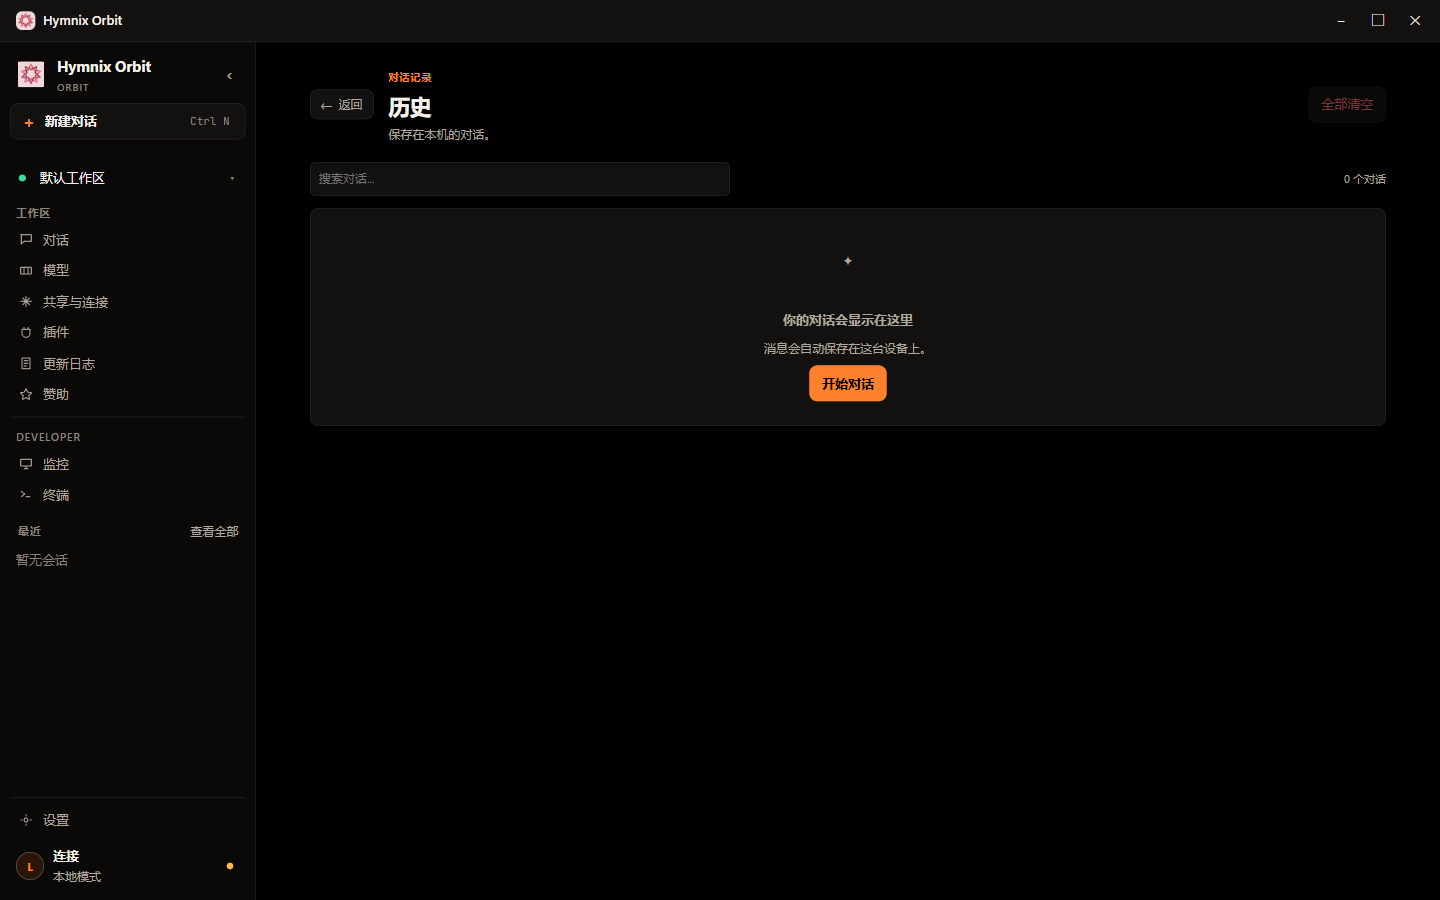 Hymnix Orbit
Hymnix Orbit
ORBIT
+ 新建对话 Ctrl N
默认工作区
工作区
对话
模型
共享与连接
插件
更新日志
赞助
DEVELOPER
监控
终端
最近 查看全部
暂无会话
设置
L
连接
本地模式
对话记录
← 返回
历史
保存在本机的对话。
全部清空
搜索对话...
0 个对话
你的对话会显示在这里
消息会自动保存在这台设备上。
开始对话